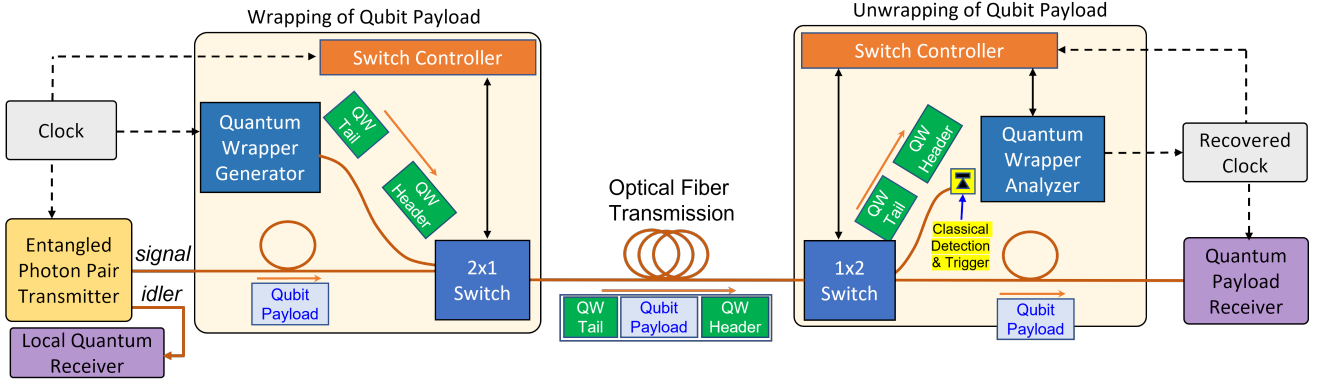 Wrapping of Qubit Payload
Unwrapping of Qubit Payload
Switch Controller
Clock
Quantum
Wrapper
Generator
QW
Tail
QW
Header
Entangled
Photon Pair
Transmitter
signal
idler
Qubit
Payload
2x1
Switch
Local Quantum
Receiver
Optical Fiber
Transmission
QW
Tail
Qubit
Payload
QW
Header
Switch Controller
QW
Header
QW
Tail
Quantum
Wrapper
Analyzer
Classical
Detection
& Trigger
1x2
Switch
Qubit
Payload
Recovered
Clock
Quantum
Payload
Receiver